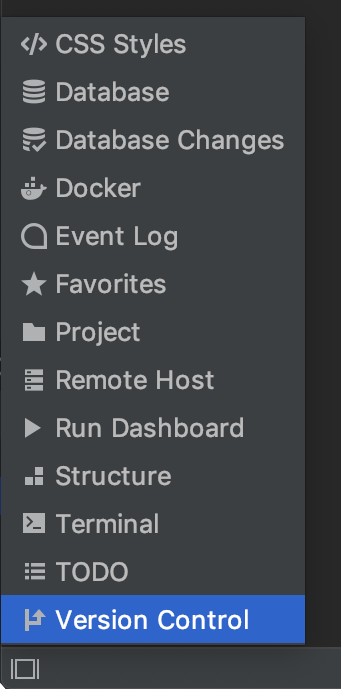 CSS Styles
Database
Database Changes
Docker
Event Log
Favorites
Project
Remote Host
Run Dashboard
Structure
Terminal
TODO
Version Control